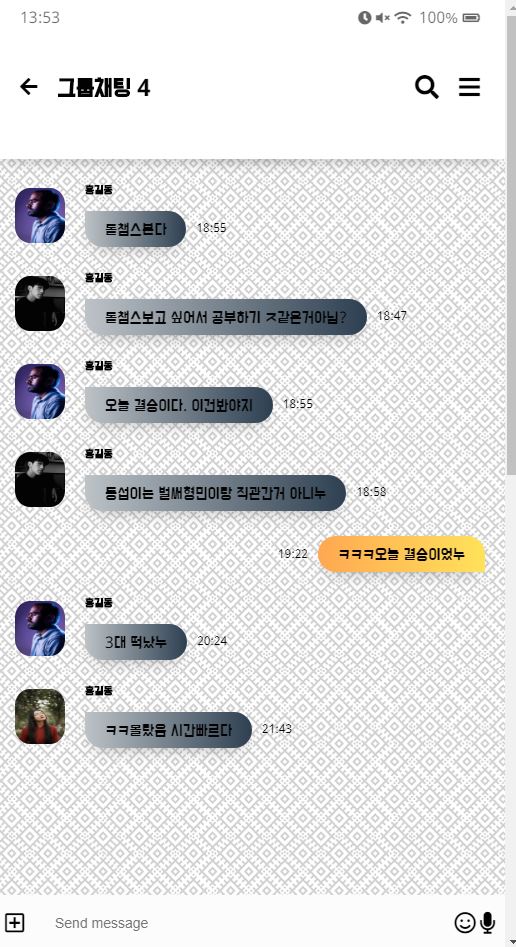 13:53
100%
그룹채팅 4
홍길동
롤챔스본다
18:55
홍길동
롤챔스보고 싶어서 공부하기 ㅈ같은거아님?
18:47
홍길동
오늘 결승이다. 이건봐야지
18:55
홍길동
동섭이는 벌써형민이랑 직관간거 아니누
18:58
19:22
ㅋㅋㅋ오늘 결승이었누
홍길동
3대 떡났누
20:24
홍길동
ㅋㅋ몰랐음 시간빠르다
21:43
Send message